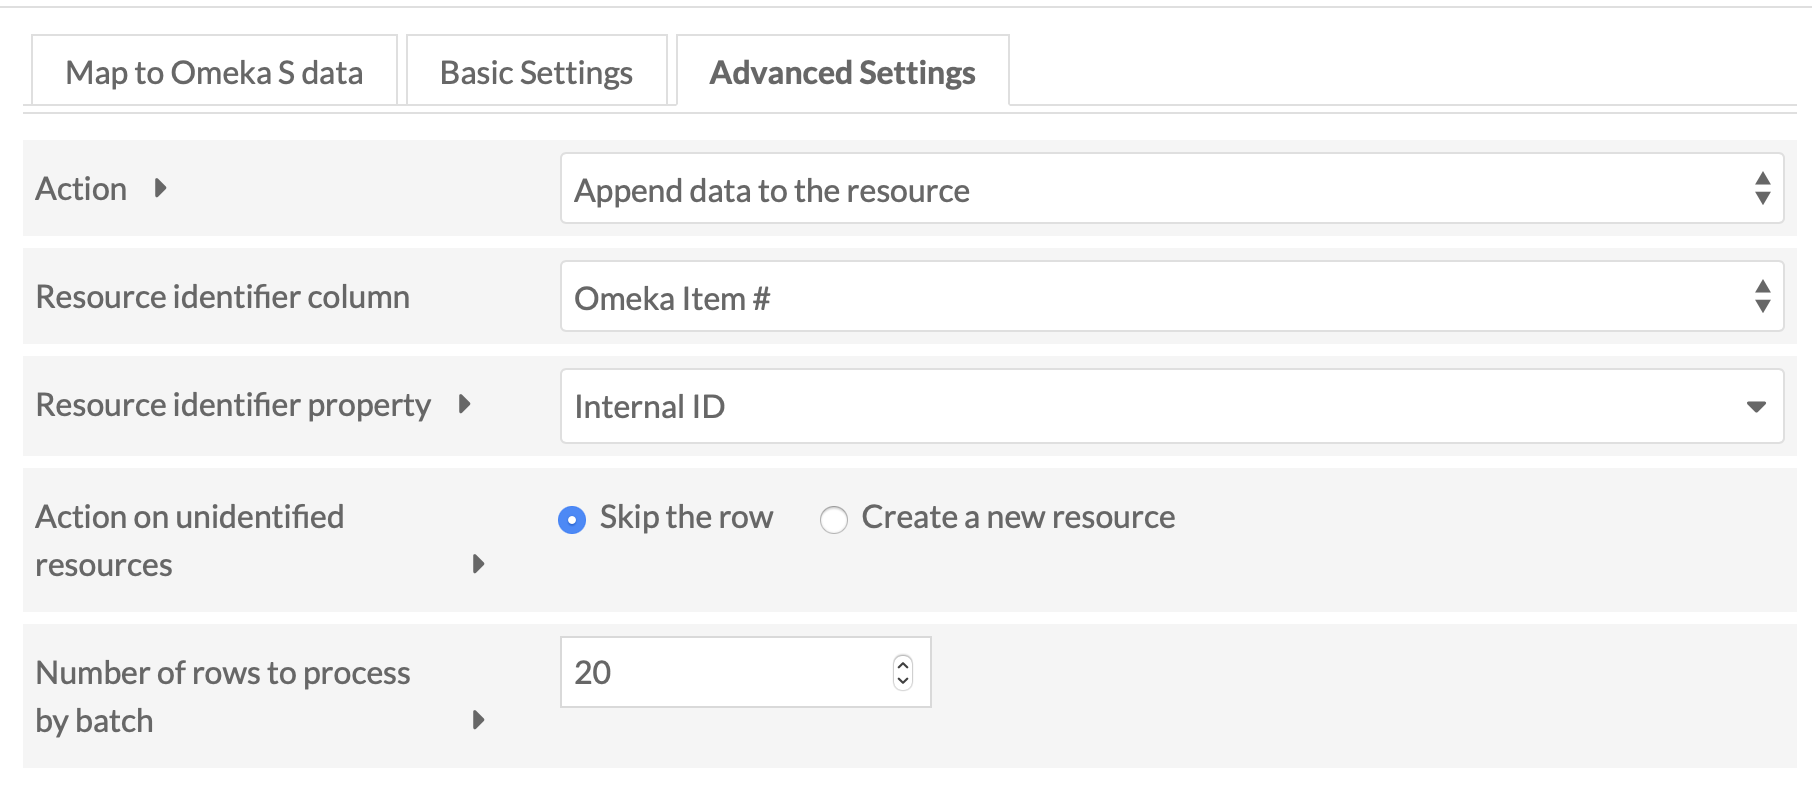 Map to Omeka S data
Basic Settings
Advanced Settings
Action
Append data to the resource
Resource identifier column
Omeka Item #
Resource identifier property
Internal ID
Action on unidentified
resources
Skip the row
Create a new resource
Number of rows to process
by batch
20